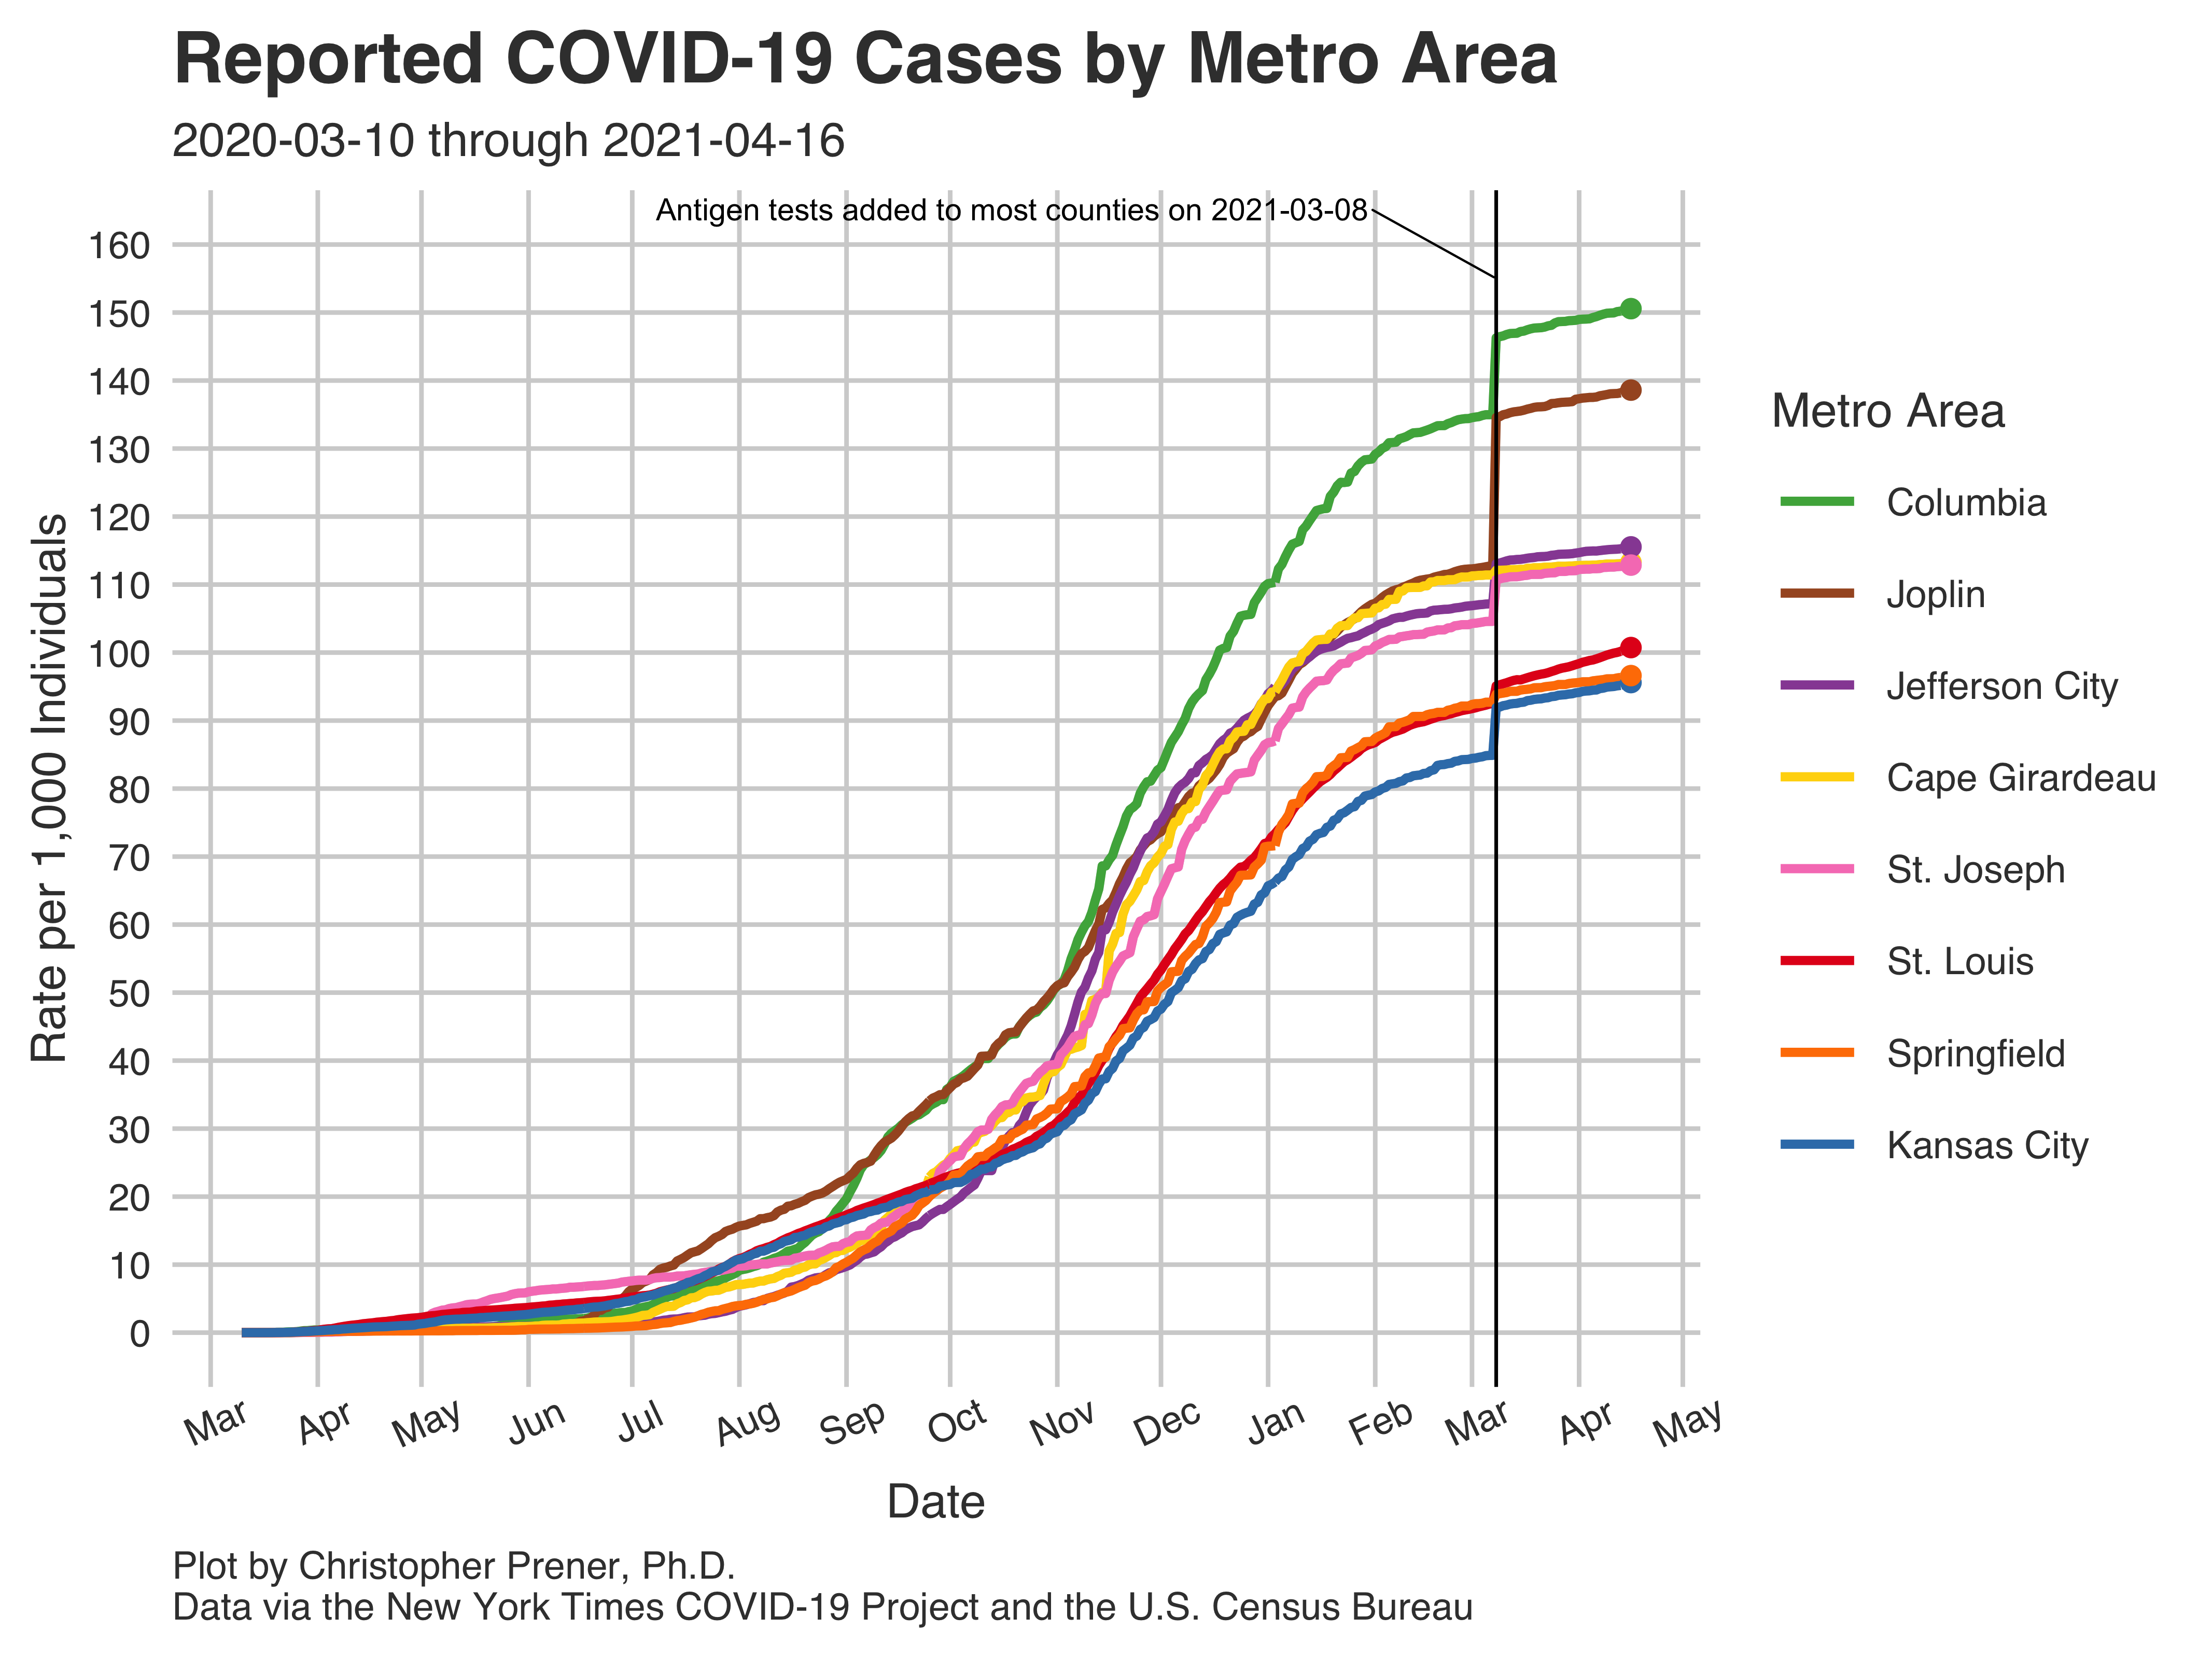 Reported COVID-19 Cases by Metro Area
2020-03-10 through 2021-04-16
Antigen tests added to most counties on 2021-03-08
160
150
140
130
120
110
100
90
80
70
60
50
40
30
20
10
0
Rate per 1,000 Individuals
Mar
Apr
May
Jun
Jul
Aug
Sep
Oct
Nov
Dec
Jan
Feb
Mar
Apr
May
Date
Metro Area
Columbia
Joplin
Jefferson City
Cape Girardeau
St. Joseph
St. Louis
Springfield
Kansas City
Plot by Christopher Prener, Ph.D.
Data via the New York Times COVID-19 Project and the U.S. Census Bureau